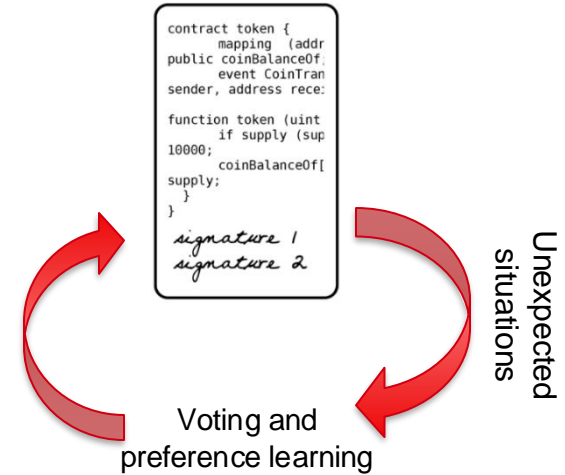 contract token {
mapping (addr
public coinBalanceOf;
event CoinTran
sender, address rece:
function token (uint
if supply (sup
10000;
coinBalanceOf[
supply;
}
}
signature 1
signature 2
Unexpected
situations
Voting and
preference learning